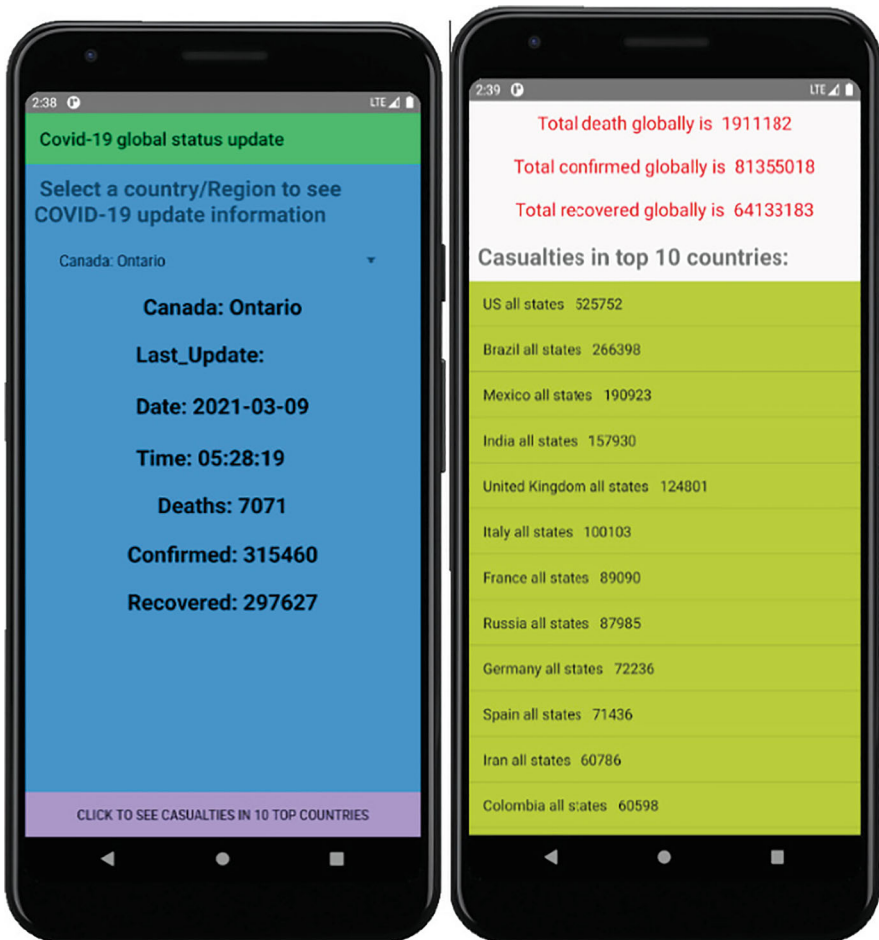 2:38 LTE
Covid-19 global status update
Select a country/Region to see
COVID-19 update information
Canada: Ontario
Canada: Ontario
Last_Update:
Date: 2021-03-09
Time: 05:28:19
Deaths: 7071
Confirmed: 315460
Recovered: 297627
CLICK TO SEE CASUALTIES IN 10 TOP COUNTRIES
2:39 LTE
Total death globally is 1911182
Total confirmed globally is 81355018
Total recovered globally is 64133183
Casualties in top 10 countries:
US all states 525752
Brazil all states 266398
Mexico all states 190923
India all states 157930
United Kingdom all states 124801
Italy all states 100103
France all states 89090
Russia all states 87985
Germany all states 72236
Spain all states 71436
Iran all states 60786
Colombia all states 60598